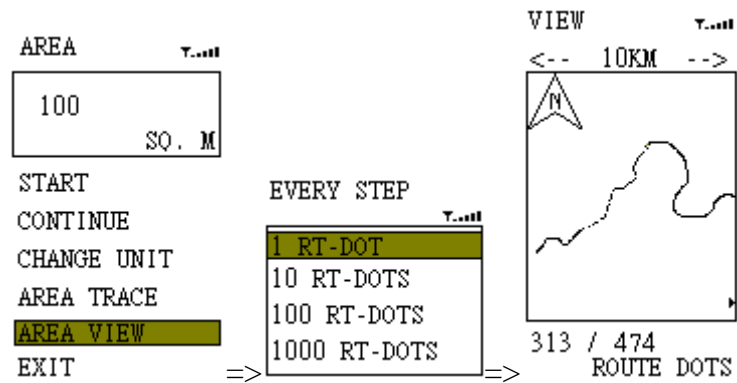 AREA
100
SQ. M
START
CONTINUE
CHANGE UNIT
AREA TRACE
AREA VIEW
EXIT
=>
EVERY STEP
1 RT-DOT
10 RT-DOTS
100 RT-DOTS
1000 RT-DOTS
=>
VIEW
<-- 10KM -->
N
313 / 474
ROUTE DOTS